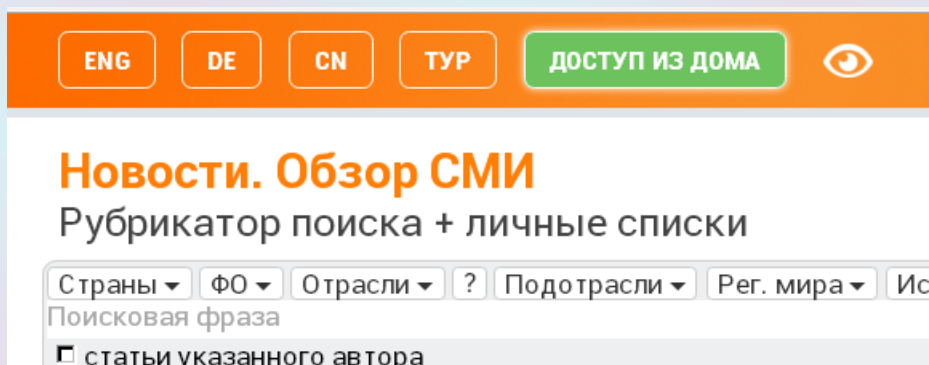 ENG DE CN ТУР ДОСТУП ИЗ ДОМА
Новости. Обзор СМИ
Рубрикатор поиска + личные списки
Страны ФО Отрасли ? Подотрасли Рег. мира
Поисковая фраза
статьи указанного автора